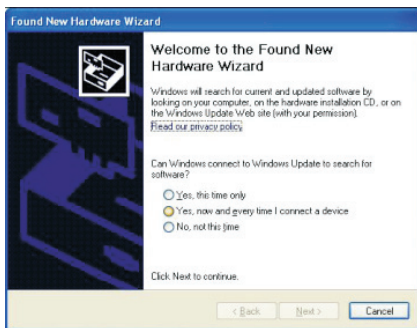 Found New Hardware Wizard
Welcome to the Found New
Hardware Wizard
Windows will search for current and updated software by
looking on your computer, on the hardware installation CD, or on
the Windows Update Web site (with your permission).
Read our privacy policy
Can Windows connect to Windows Update to search for
software?
Yes, this time only
Yes, now and every time I connect a device
No, not this time
Click Next to continue.
< Back
Next >
Cancel